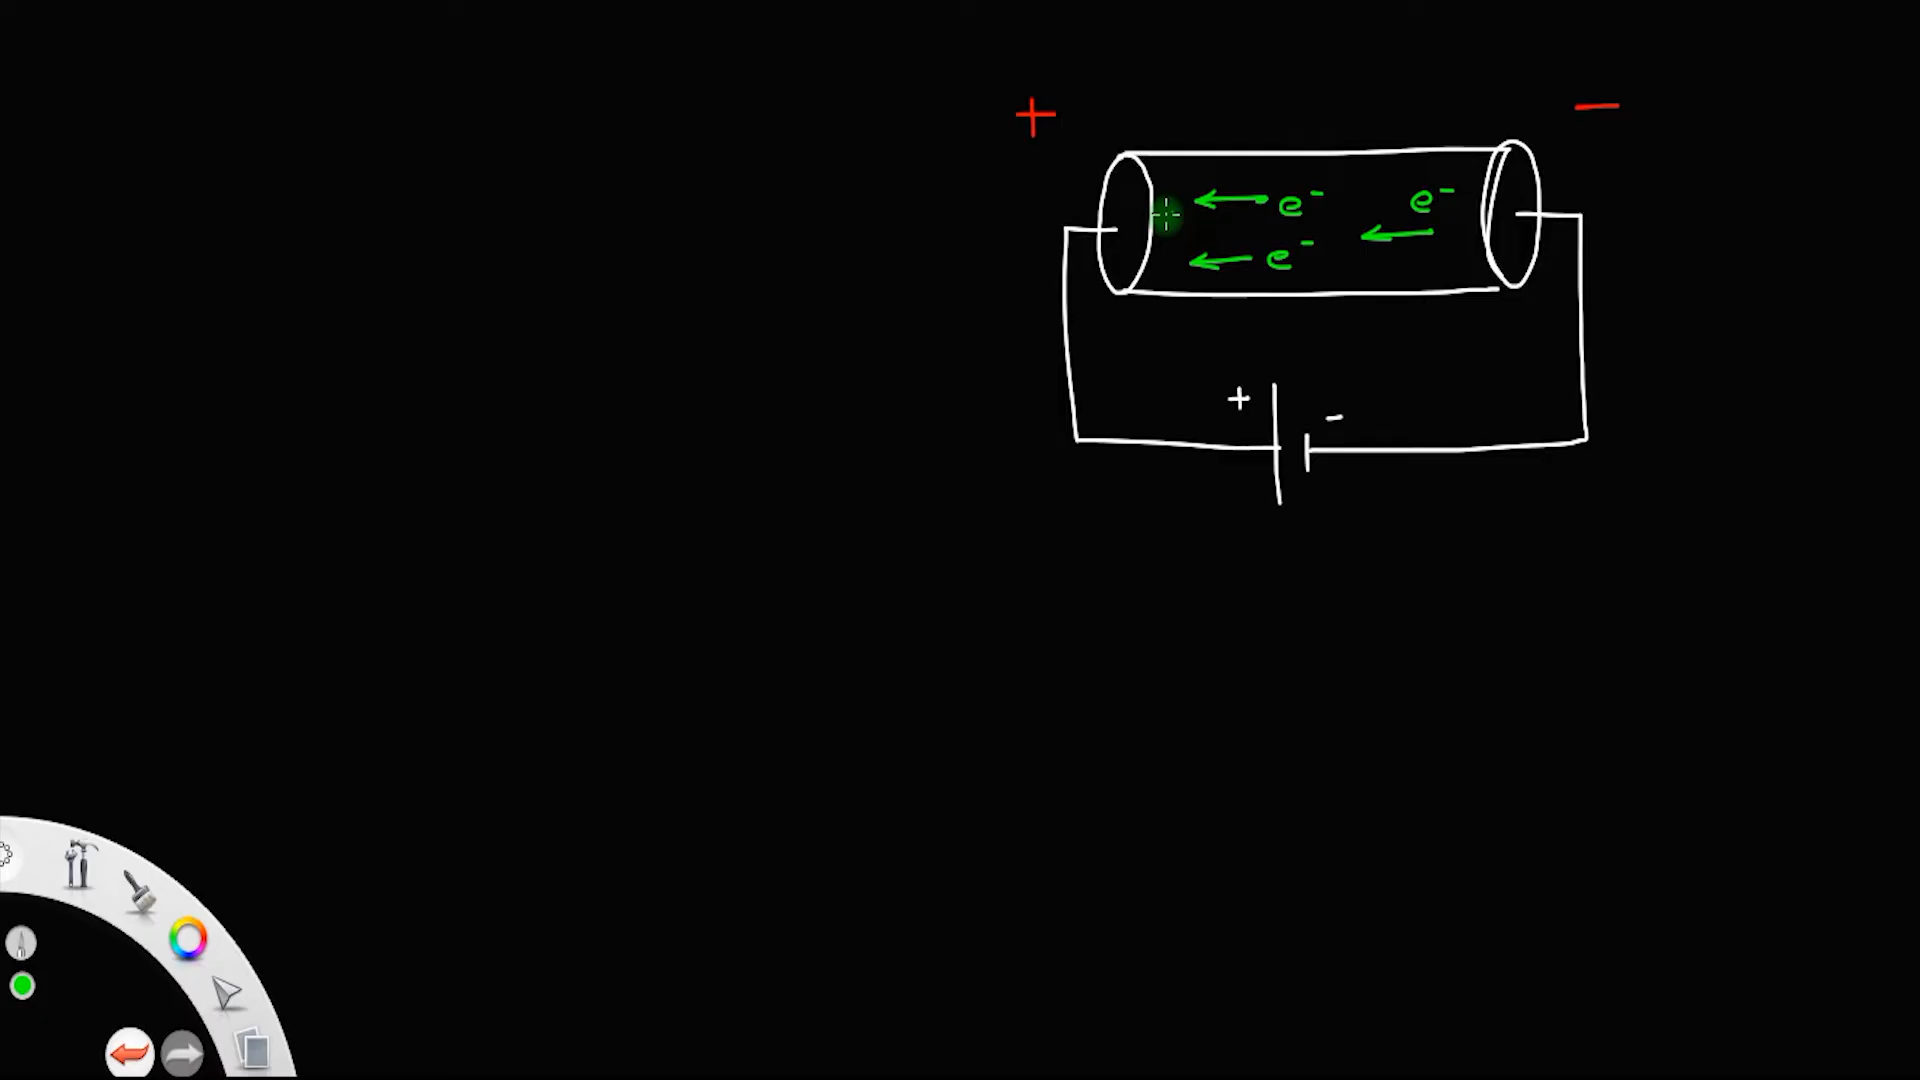 + −
e⁻ e⁻
e⁻
+ -